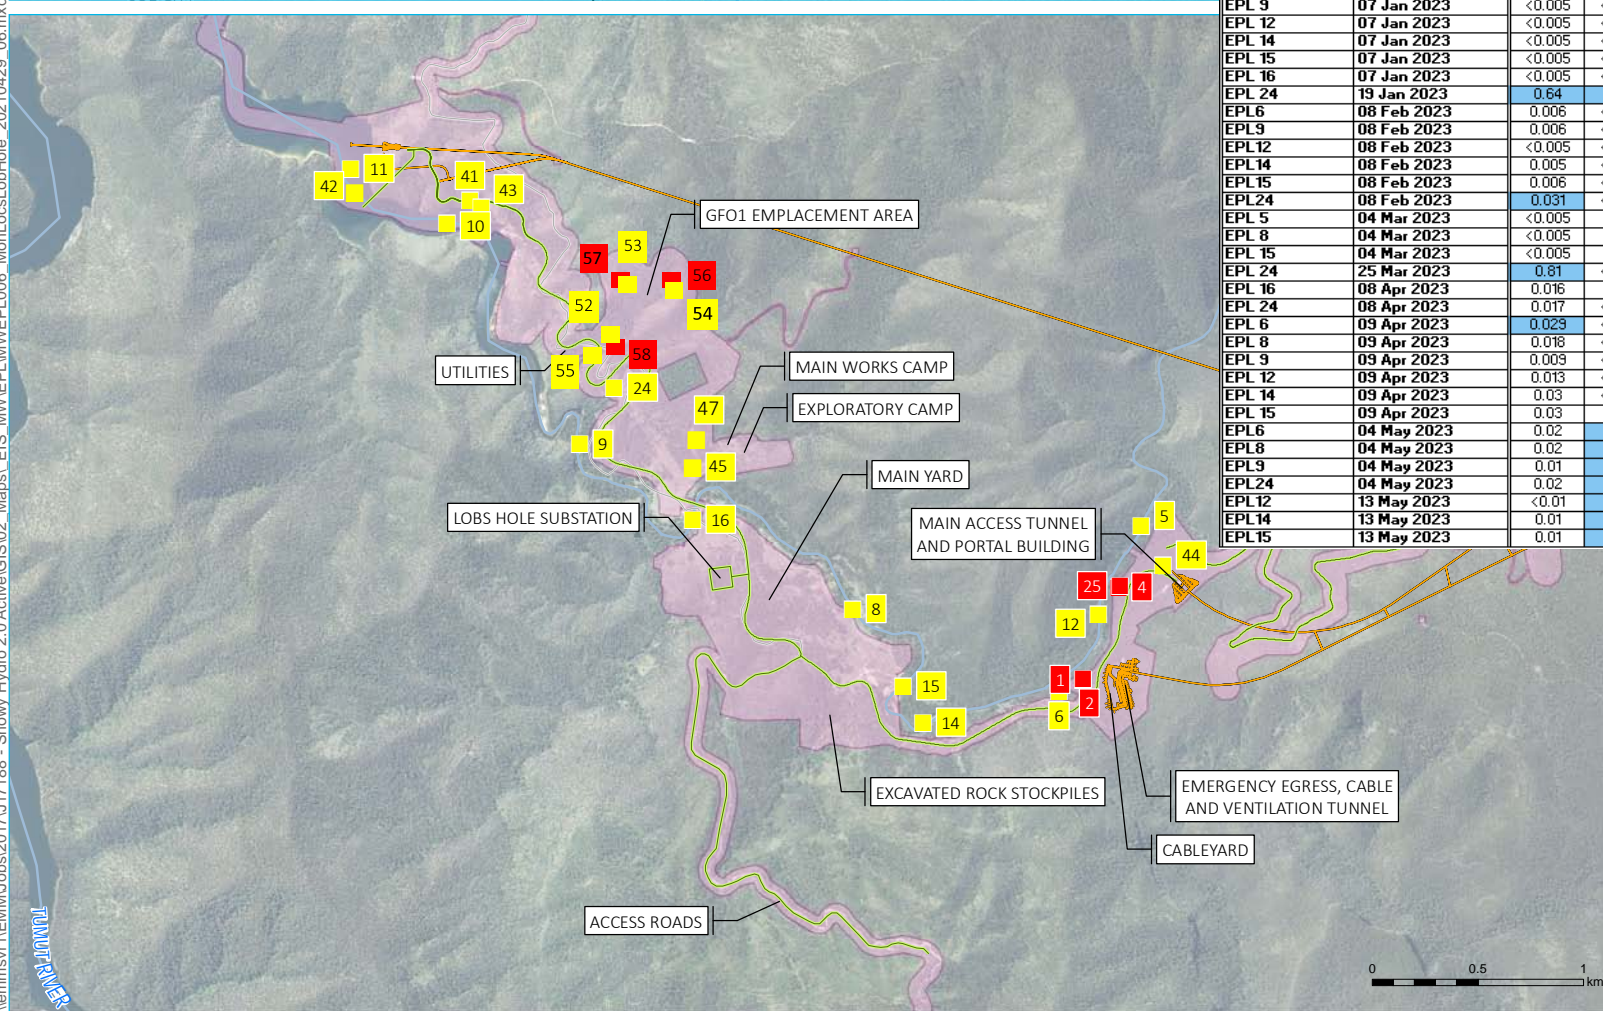 EPL 9 07 Jan 2023 <0.005
EPL 12 07 Jan 2023 <0.005
EPL 14 07 Jan 2023 <0.005
EPL 15 07 Jan 2023 <0.005
EPL 16 07 Jan 2023 <0.005
EPL 24 19 Jan 2023 0.64
EPL6 08 Feb 2023 0.006
EPL9 08 Feb 2023 0.006
EPL12 08 Feb 2023 <0.005
EPL14 08 Feb 2023 0.005
EPL15 08 Feb 2023 0.006
EPL24 08 Feb 2023 0.031
EPL 5 04 Mar 2023 <0.005
EPL 8 04 Mar 2023 <0.005
EPL 15 04 Mar 2023 <0.005
EPL 24 25 Mar 2023 0.81
EPL 16 08 Apr 2023 0.016
EPL 24 08 Apr 2023 0.017
EPL 6 09 Apr 2023 0.029
EPL 8 09 Apr 2023 0.018
EPL 9 09 Apr 2023 0.009
EPL 12 09 Apr 2023 0.013
EPL 14 09 Apr 2023 0.03
EPL 15 09 Apr 2023 0.03
EPL6 04 May 2023 0.02
EPL8 04 May 2023 0.02
EPL9 04 May 2023 0.01
EPL24 04 May 2023 0.02
EPL12 13 May 2023 <0.01
EPL14 13 May 2023 0.01
EPL15 13 May 2023 0.01
11
42
41
43
10
GFO1 EMPLACEMENT AREA
53
57
56
52
54
58
55
24
UTILITIES
MAIN WORKS CAMP
EXPLORATORY CAMP
47
9
45
MAIN YARD
LOBS HOLE SUBSTATION
16
MAIN ACCESS TUNNEL
AND PORTAL BUILDING
5
44
25
4
8
12
15
1
2
14
6
EXCAVATED ROCK STOCKPILES
EMERGENCY EGRESS, CABLE
AND VENTILATION TUNNEL
CABLEYARD
ACCESS ROADS
TUMUT RIVER
0 0.5 1
km